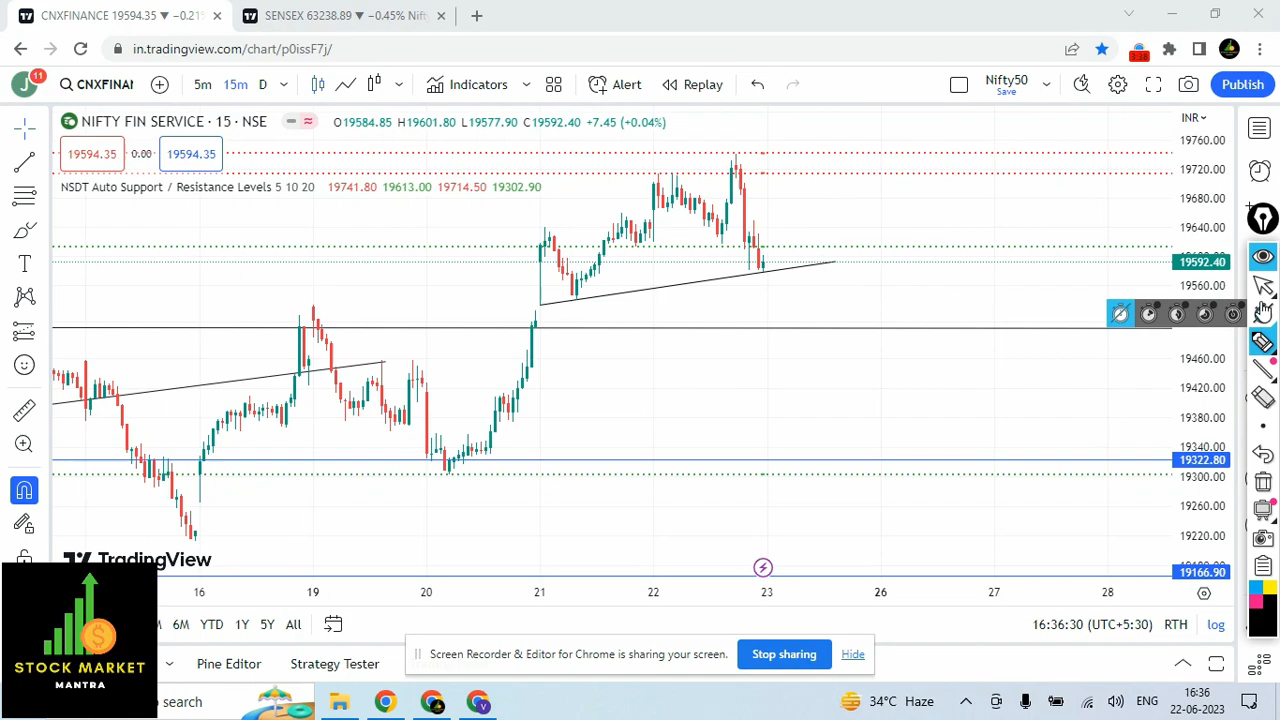 CNXFINANCE 19594.35 ▼ −0.21%
SENSEX 63238.89 ▼ −0.45% Nifty
in.tradingview.com/chart/p0issF7j/
3:38
J
11
CNXFINAI
5m 15m D
Indicators
Alert
Replay
Nifty50
Save
Publish
NIFTY FIN SERVICE · 15 · NSE
O19584.85 H19601.80 L19577.90 C19592.40 +7.45 (+0.04%)
INR
19594.35 0.00 19594.35
NSDT Auto Support / Resistance Levels 5 10 20 19741.80 19613.00 19714.50 19302.90
19760.00
19720.00
19680.00
19640.00
19592.40
19560.00
19460.00
19420.00
19380.00
19340.00
19322.80
19300.00
19260.00
19220.00
19166.90
TradingView
16 19 20 21 22 23 26 27 28
M 6M YTD 1Y 5Y All
16:36:30 (UTC+5:30) RTH log
Pine Editor Strategy Tester
Screen Recorder & Editor for Chrome is sharing your screen.
Stop sharing
Hide
STOCK MARKET
MANTRA
search
34°C Haze
ENG
16:36
22-06-2023